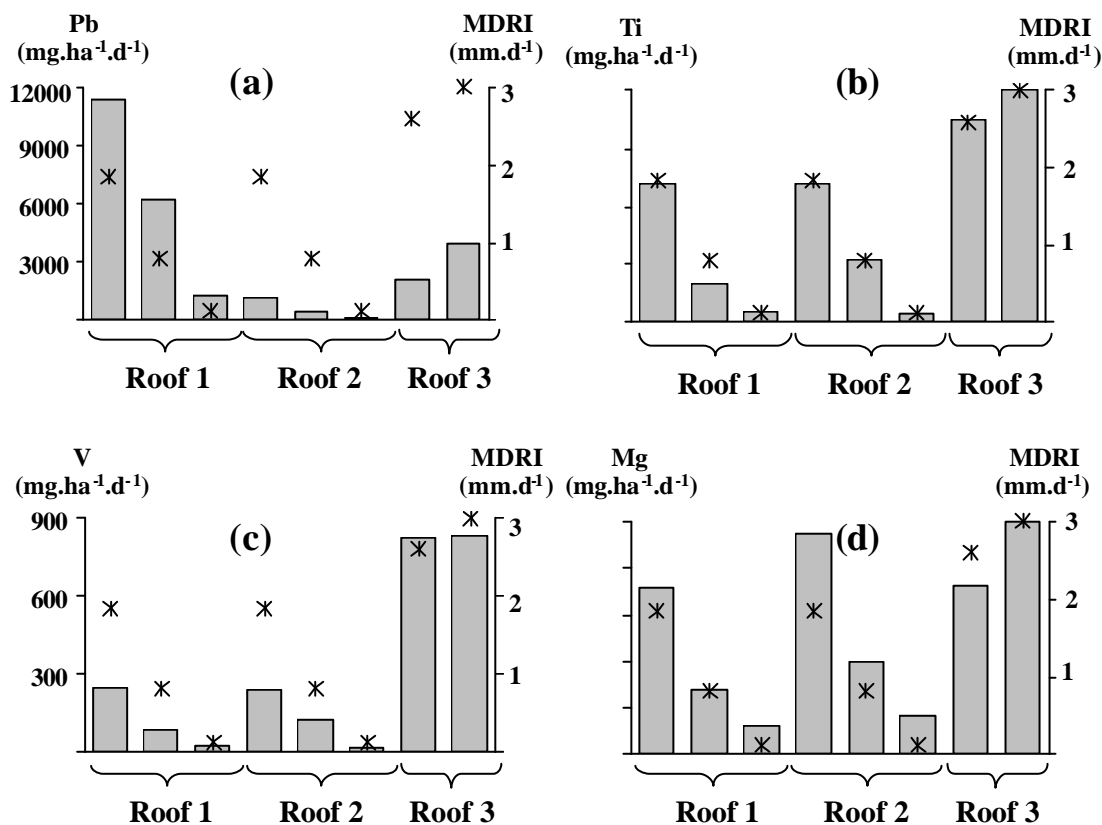 Pb
(mg.ha⁻¹.d⁻¹)
(a)
MDRI
(mm.d⁻¹)
12000
9000
6000
3000
3
2
1
Roof 1
Roof 2
Roof 3
Ti
(mg.ha⁻¹.d⁻¹)
(b)
MDRI
(mm.d⁻¹)
3
2
1
Roof 1
Roof 2
Roof 3
V
(mg.ha⁻¹.d⁻¹)
(c)
MDRI
(mm.d⁻¹)
900
600
300
3
2
1
Roof 1
Roof 2
Roof 3
Mg
(mg.ha⁻¹.d⁻¹)
(d)
MDRI
(mm.d⁻¹)
3
2
1
Roof 1
Roof 2
Roof 3